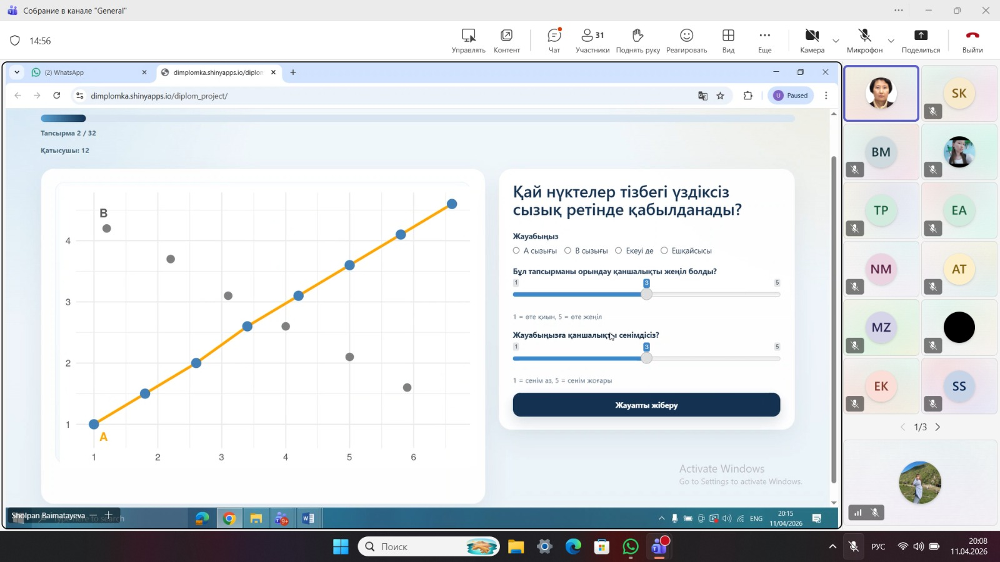 Собрание в канале "General"
14:56
Управлять
Контент
Чат
31
Участники
Поднять руку
Реагировать
Вид
Еще
Камера
Микрофон
Поделиться
Выйти
(2) WhatsApp
dimplomka.shinyapps.io/diplom
dimplomka.shinyapps.io/diplom_project/
U
Paused
Тапсырма 2 / 32
Қатысушы: 12
B
4
3
2
1
A
1 2 3 4 5 6
Қай нүктелер тізбегі үздіксіз
сызық ретінде қабылданады?
Жауабыңыз
А сызығы В сызығы Екеуі де Ешқайсысы
Бұл тапсырманы орындау қаншалықты жеңіл болды?
1 3 5
1 = өте қиын, 5 = өте жеңіл
Жауабыңызға қаншалықты сенімдісіз?
1 3 5
1 = сенім аз, 5 = сенім жоғары
Жауапты жіберу
Activate Windows
Go to Settings to activate Windows.
Sholpan Baimatayeva
to search
9+
ENG
20:15
11/04/2026
SK
BM
TP
EA
NM
AT
MZ
EK
SS
1/3
Поиск
РУС
20:08
11.04.2026